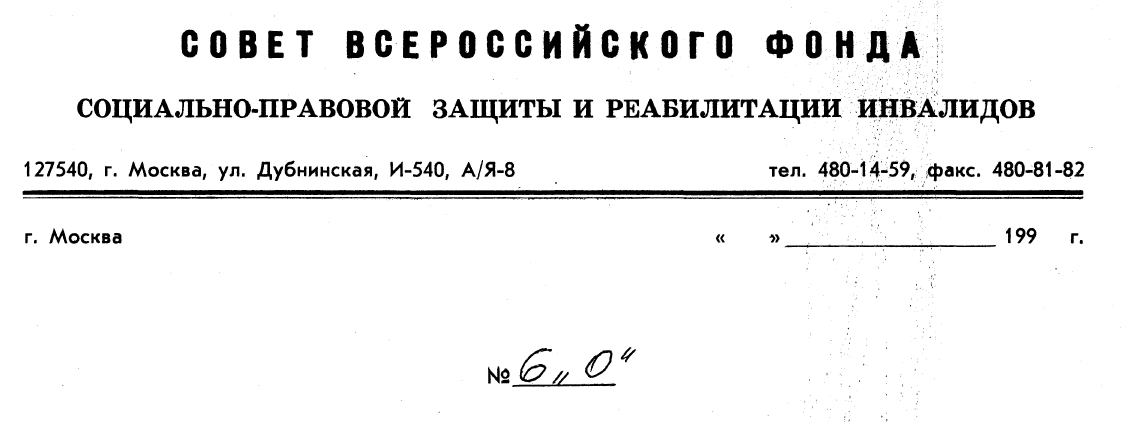 СОВЕТ ВСЕРОССИЙСКОГО ФОНДА
СОЦИАЛЬНО-ПРАВОВОЙ ЗАЩИТЫ И РЕАБИЛИТАЦИИ ИНВАЛИДОВ
127540, г. Москва, ул. Дубнинская, И-540, А/Я-8 тел. 480-14-59, факс. 480-81-82
г. Москва « » ____________ 199 г.
№ 6 „О“